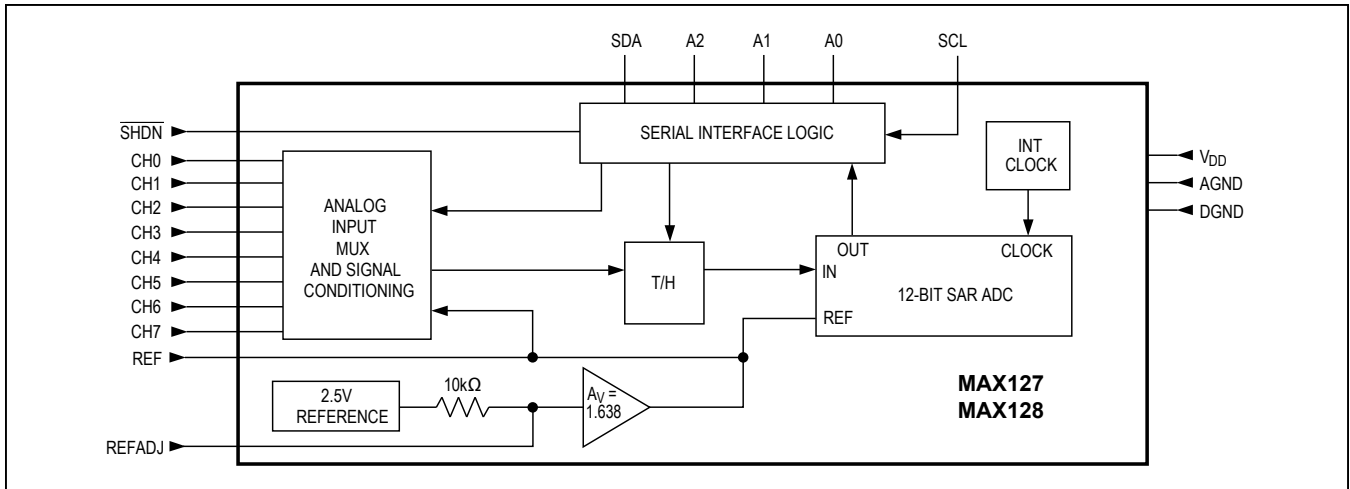 SDA A2 A1 A0 SCL
SHDN
SERIAL INTERFACE LOGIC
INT
CLOCK
CH0
CH1
CH2
CH3
CH4
CH5
CH6
CH7
REF
ANALOG
INPUT
MUX
AND SIGNAL
CONDITIONING
T/H
OUT CLOCK
IN
12-BIT SAR ADC
REF
VDD
AGND
DGND
2.5V
REFERENCE
10kΩ
AV =
1.638
MAX127
MAX128
REFADJ